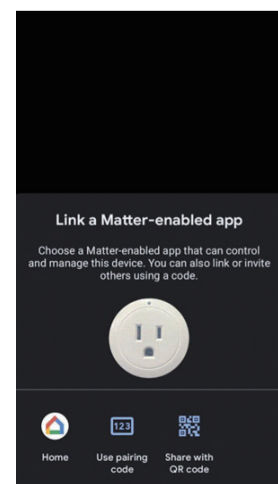 Link a Matter-enabled app
Choose a Matter-enabled app that can control
and manage this device. You can also link or invite
others using a code.
123
Home
Use pairing
code
Share with
QR code